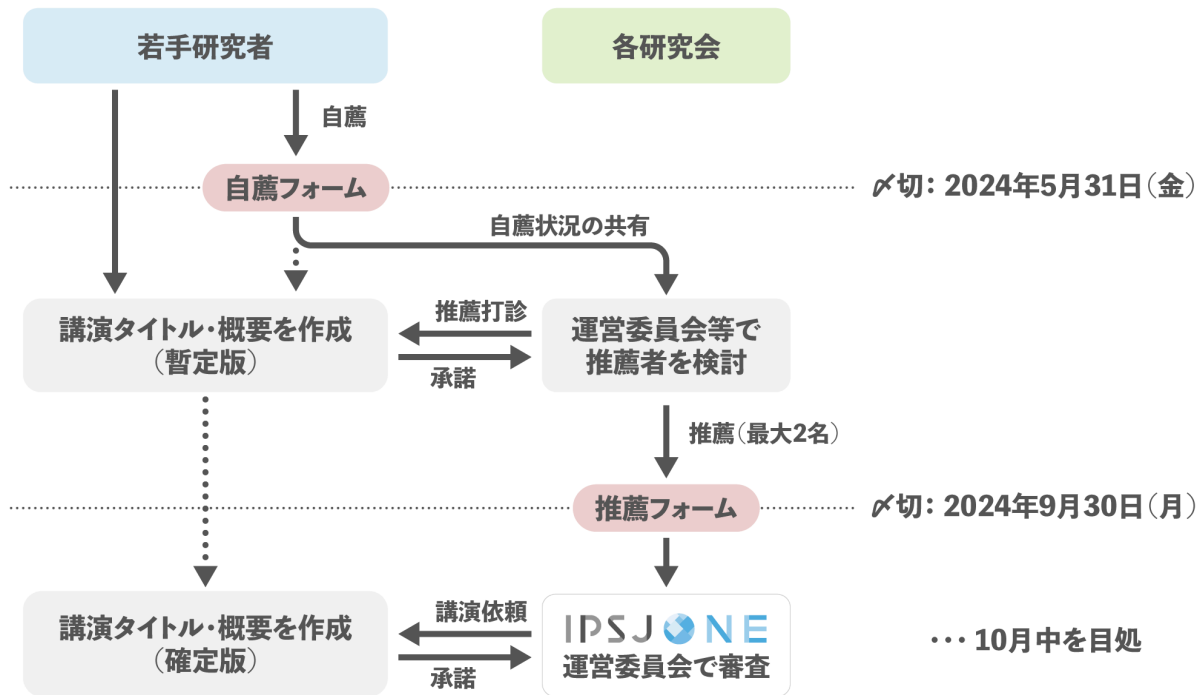 若手研究者
各研究会
自薦
自薦フォーム
〆切： 2024年5月31日（金）
自薦状況の共有
講演タイトル・概要を作成
（暫定版）
推薦打診
承諾
運営委員会等で
推薦者を検討
推薦（最大2名）
推薦フォーム
〆切： 2024年9月30日（月）
講演タイトル・概要を作成
（確定版）
講演依頼
承諾
IPSJ ONE
運営委員会で審査
･･･ 10月中を目処